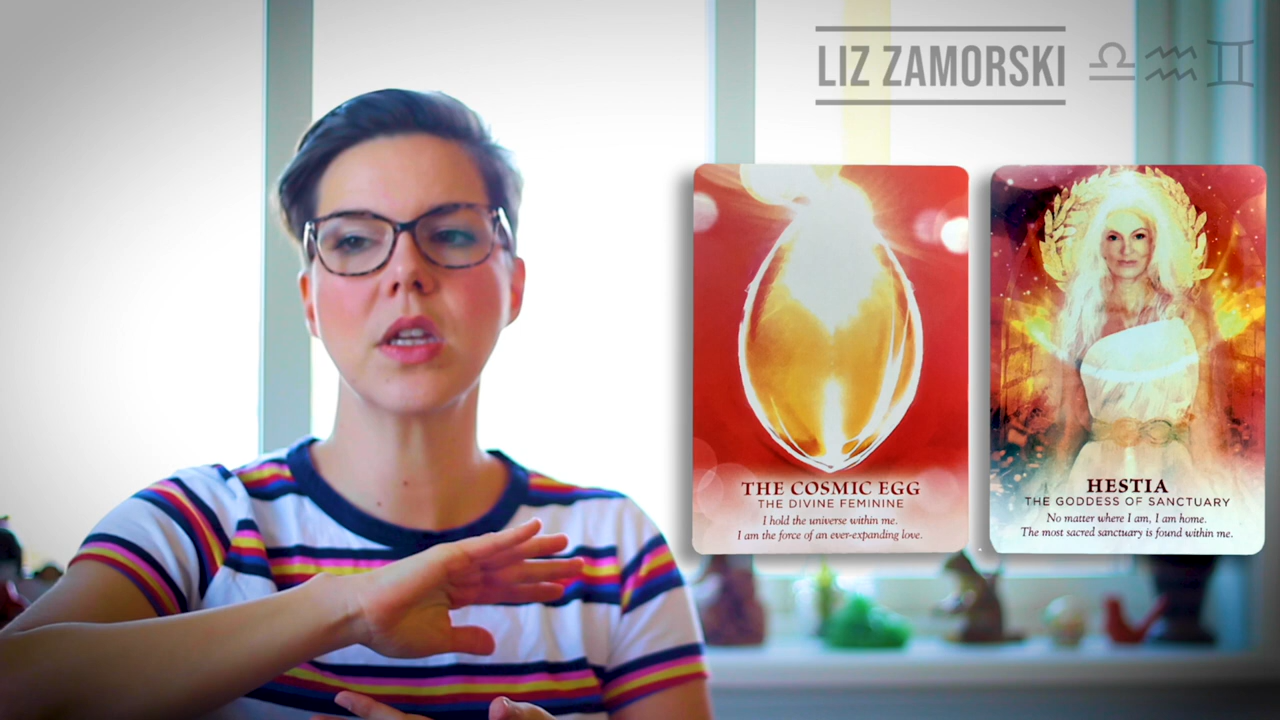 LIZ ZAMORSKI ♎♒♊
THE COSMIC EGG
THE DIVINE FEMININE
I hold the universe within me.
I am the force of an ever-expanding love.
HESTIA
THE GODDESS OF SANCTUARY
No matter where I am, I am home.
The most sacred sanctuary is found within me.